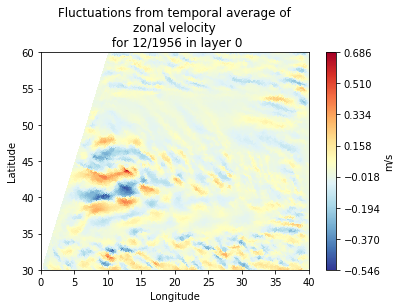 Fluctuations from temporal average of
zonal velocity
for 12/1956 in layer 0
60
55
50
45
40
35
30
Latitude
0 5 10 15 20 25 30 35 40
Longitude
0.686
0.510
0.334
0.158
−0.018
−0.194
−0.370
−0.546
m/s